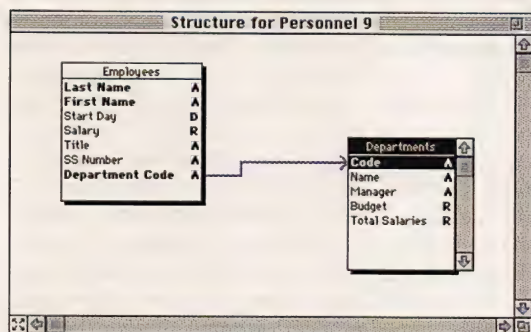 Structure for Personnel 9
Employees
Last Name A
First Name A
Start Day D
Salary R
Title A
SS Number A
Department Code A
Departments
Code A
Name A
Manager A
Budget R
Total Salaries R